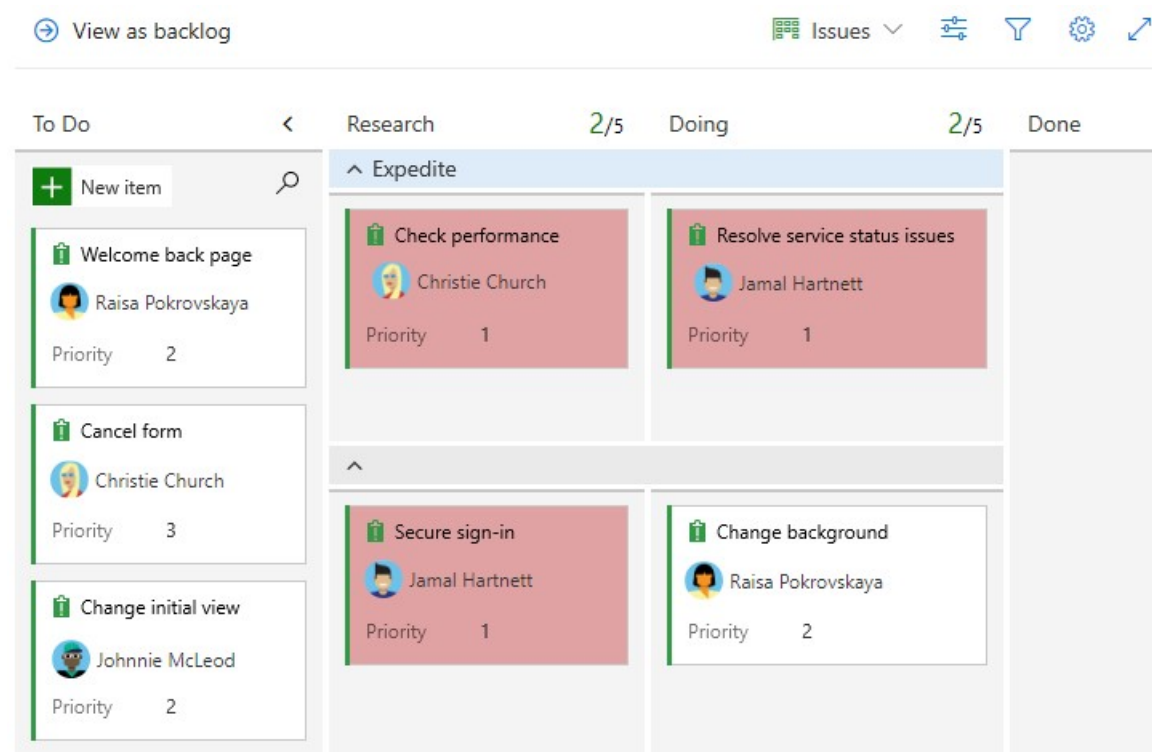 View as backlog
Issues
To Do
Research 2/5
Doing 2/5
Done
New item
Expedite
Welcome back page
Raisa Pokrovskaya
Priority 2
Cancel form
Christie Church
Priority 3
Change initial view
Johnnie McLeod
Priority 2
Check performance
Christie Church
Priority 1
Resolve service status issues
Jamal Hartnett
Priority 1
Secure sign-in
Jamal Hartnett
Priority 1
Change background
Raisa Pokrovskaya
Priority 2